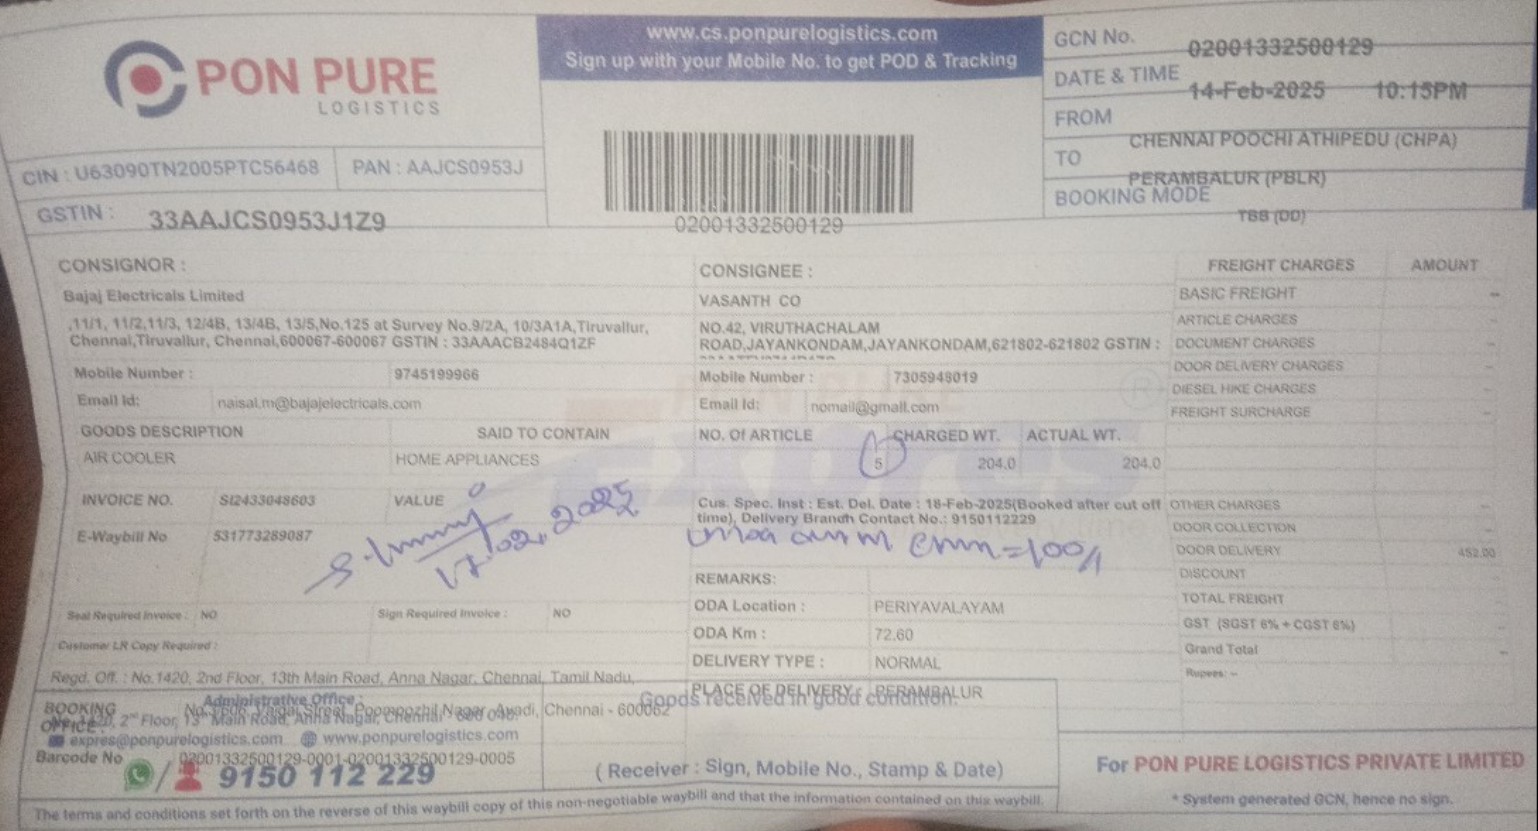 PON PURE
LOGISTICS
www.cs.ponpurelogistics.com
Sign up with your Mobile No. to get POD & Tracking
GCN No. 02001332500129
DATE & TIME 14-Feb-2025 10:15PM
FROM CHENNAI POOCHI ATHIPEDU (CHPA)
TO PERAMBALUR (PBLR)
BOOKING MODE TBB (DD)
CIN : U63090TN2005PTC56468 PAN : AAJCS0953J
GSTIN : 33AAJCS0953J1Z9
02001332500129
CONSIGNOR :
Bajaj Electricals Limited
,11/1, 11/2,11/3, 12/4B, 13/4B, 13/5,No.125 at Survey No.9/2A, 10/3A1A,Tiruvallur,
Chennai,Tiruvallur, Chennai,600067-600067 GSTIN : 33AAACB2484Q1ZF
Mobile Number : 9745199966
Email Id: naisal.m@bajajelectricals.com
CONSIGNEE :
VASANTH CO
NO.42, VIRUTHACHALAM
ROAD,JAYANKONDAM,JAYANKONDAM,621802-621802 GSTIN :
Mobile Number : 7305948019
Email Id: nomail@gmail.com
FREIGHT CHARGES AMOUNT
BASIC FREIGHT --
ARTICLE CHARGES
DOCUMENT CHARGES
DOOR DELIVERY CHARGES
DIESEL HIKE CHARGES
FREIGHT SURCHARGE
GOODS DESCRIPTION SAID TO CONTAIN
AIR COOLER HOME APPLIANCES
NO. Of ARTICLE CHARGED WT. ACTUAL WT.
5 204.0 204.0
INVOICE NO. SI2433048603 VALUE 0
E-Waybill No 531773289087
17.02.2025
Cus. Spec. Inst : Est. Del. Date : 18-Feb-2025(Booked after cut off
time), Delivery Branch Contact No.: 9150112229
=100/
OTHER CHARGES
DOOR COLLECTION
DOOR DELIVERY 452.00
DISCOUNT
TOTAL FREIGHT
GST (SGST 6% + CGST 6%)
Grand Total
Rupees: --
REMARKS:
ODA Location : PERIYAVALAYAM
ODA Km : 72.60
DELIVERY TYPE : NORMAL
PLACE OF DELIVERY : PERAMBALUR
Seal Required Invoice : NO Sign Required Invoice : NO
Customer LR Copy Required :
Regd. Off. : No.1420, 2nd Floor, 13th Main Road, Anna Nagar, Chennai, Tamil Nadu,
Administrative Office :
BOOKING OFFICE :
Avadi, Chennai - 600062
2nd Floor, 13th Main Road, Anna Nagar, Chennai - 600 040.
expres@ponpurelogistics.com www.ponpurelogistics.com
Barcode No 02001332500129-0001-02001332500129-0005
9150 112 229
Goods received in good condition.
( Receiver : Sign, Mobile No., Stamp & Date)
For PON PURE LOGISTICS PRIVATE LIMITED
* System generated GCN, hence no sign.
The terms and conditions set forth on the reverse of this waybill copy of this non-negotiable waybill and that the information contained on this waybill.